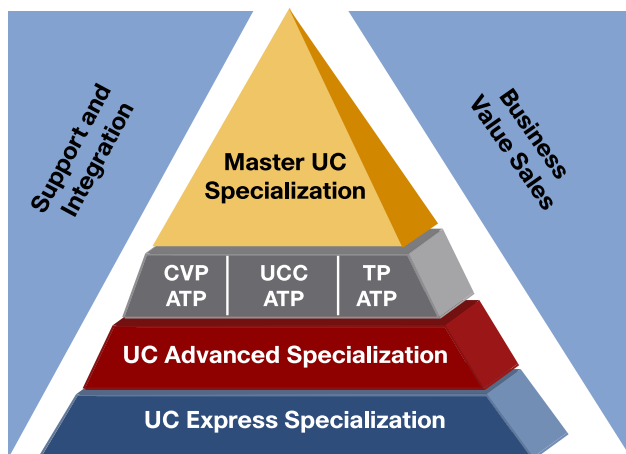 Support and
Integration
Business
Value Sales
Master UC
Specialization
CVP
ATP
UCC
ATP
TP
ATP
UC Advanced Specialization
UC Express Specialization